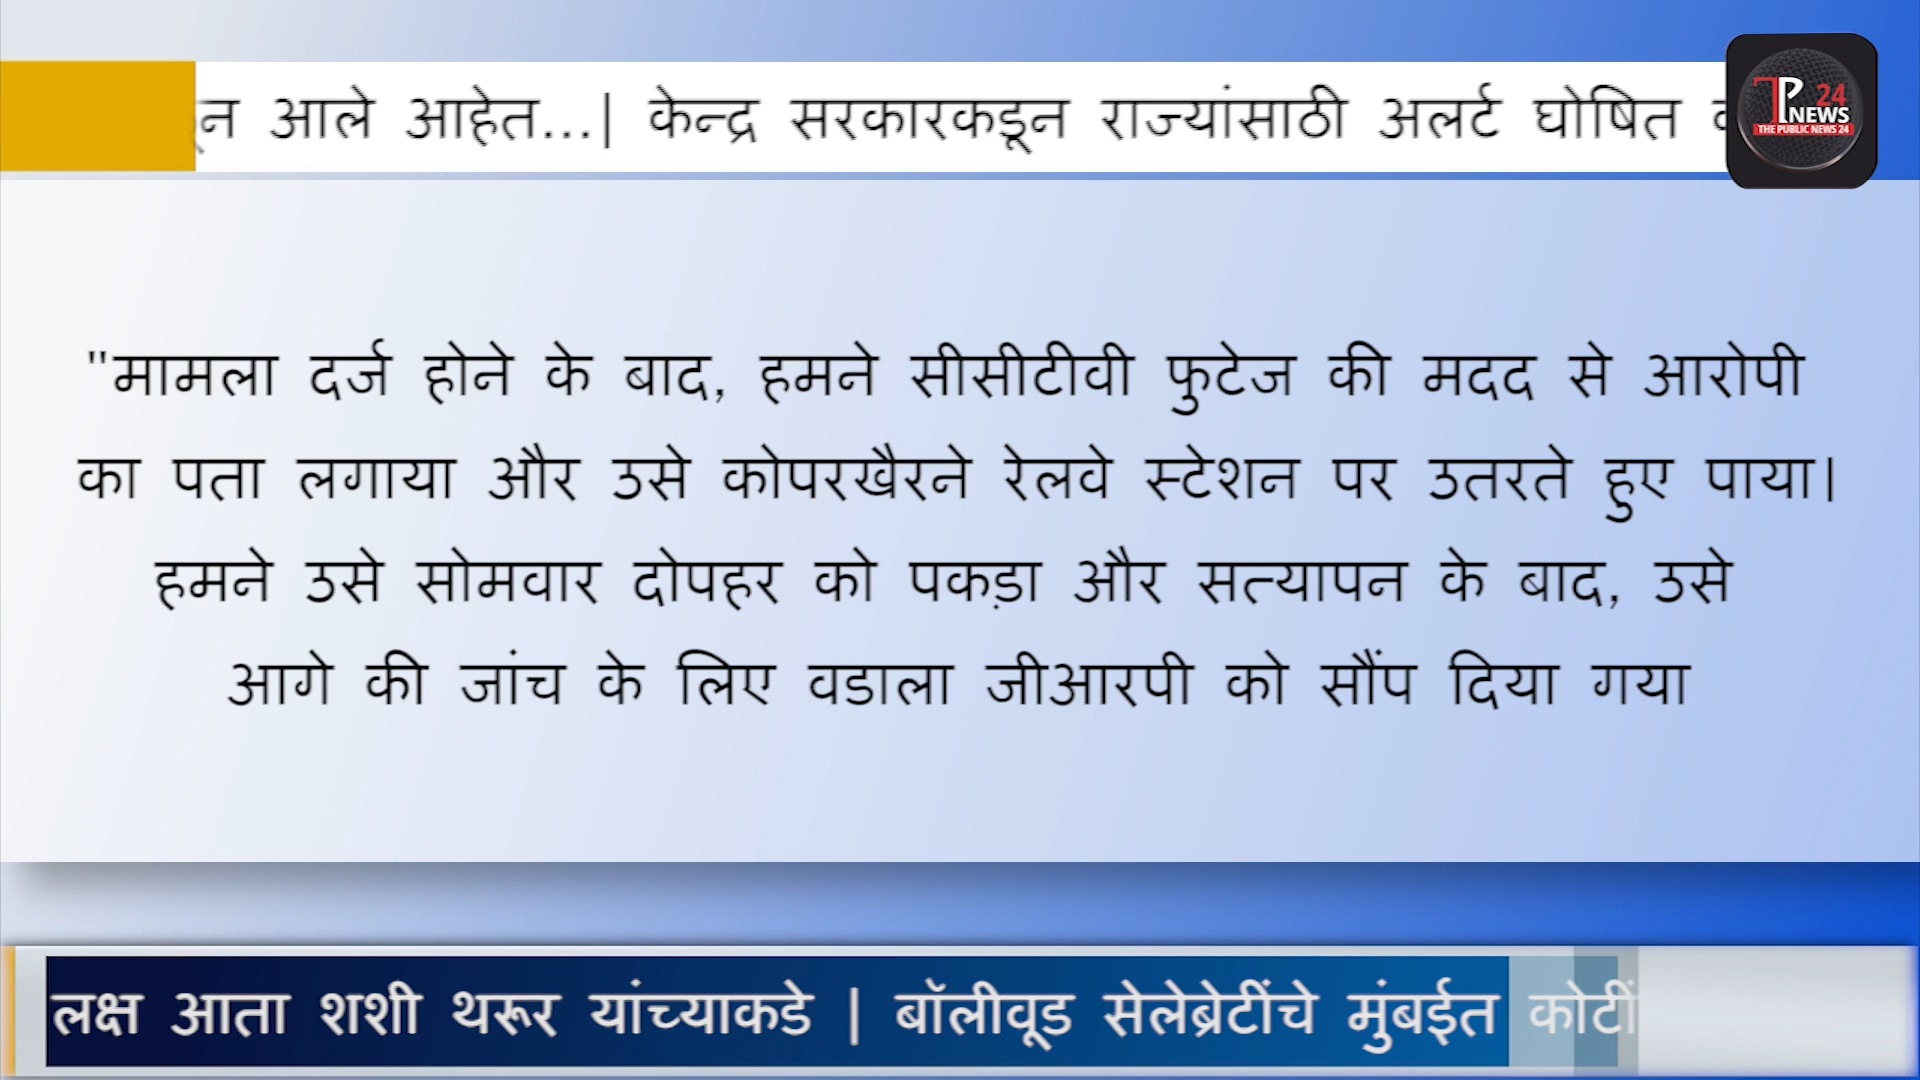 आले आहेत...| केन्द्र सरकारकडून राज्यांसाठी अलर्ट घोषित
TP 24
NEWS
THE PUBLIC NEWS 24
"मामला दर्ज होने के बाद, हमने सीसीटीवी फुटेज की मदद से आरोपी
का पता लगाया और उसे कोपरखैरने रेलवे स्टेशन पर उतरते हुए पाया।
हमने उसे सोमवार दोपहर को पकड़ा और सत्यापन के बाद, उसे
आगे की जांच के लिए वडाला जीआरपी को सौंप दिया गया
लक्ष आता शशी थरूर यांच्याकडे | बॉलीवूड सेलेब्रेटींचे मुंबईत